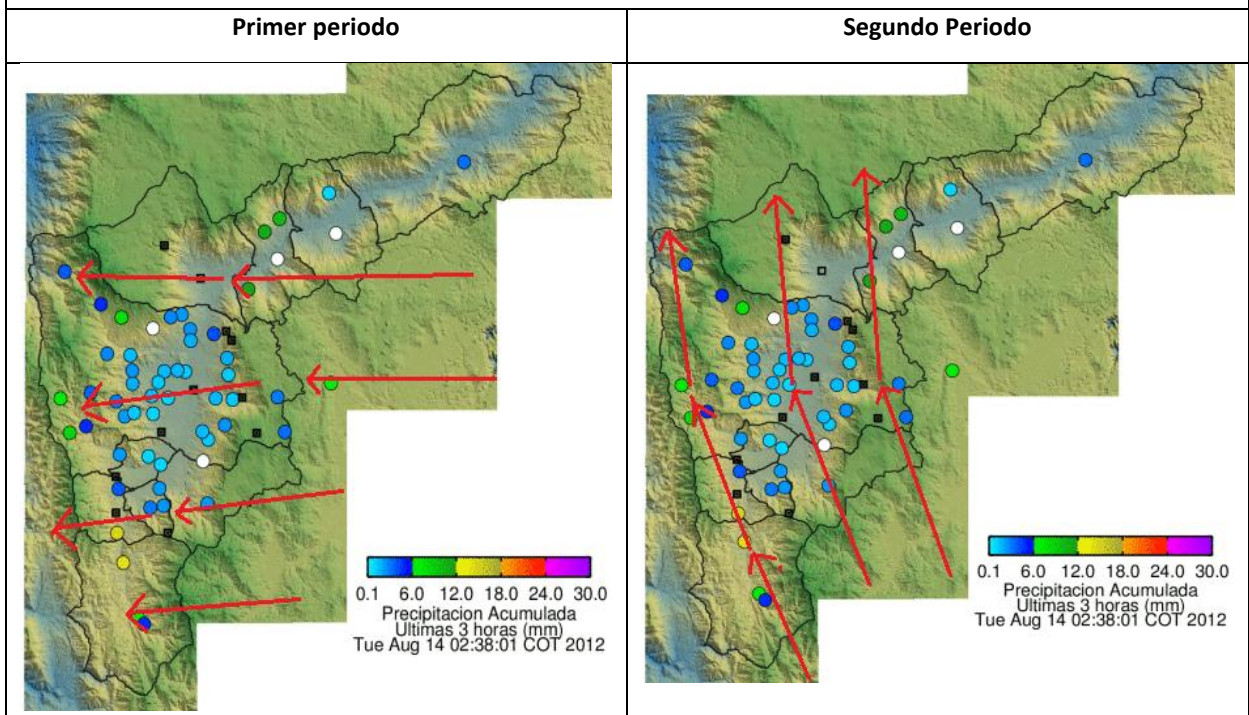 Primer periodo
Segundo Periodo
0.1 6.0 12.0 18.0 24.0 30.0
Precipitacion Acumulada
Ultimas 3 horas (mm)
Tue Aug 14 02:38:01 COT 2012
0.1 6.0 12.0 18.0 24.0 30.0
Precipitacion Acumulada
Ultimas 3 horas (mm)
Tue Aug 14 02:38:01 COT 2012